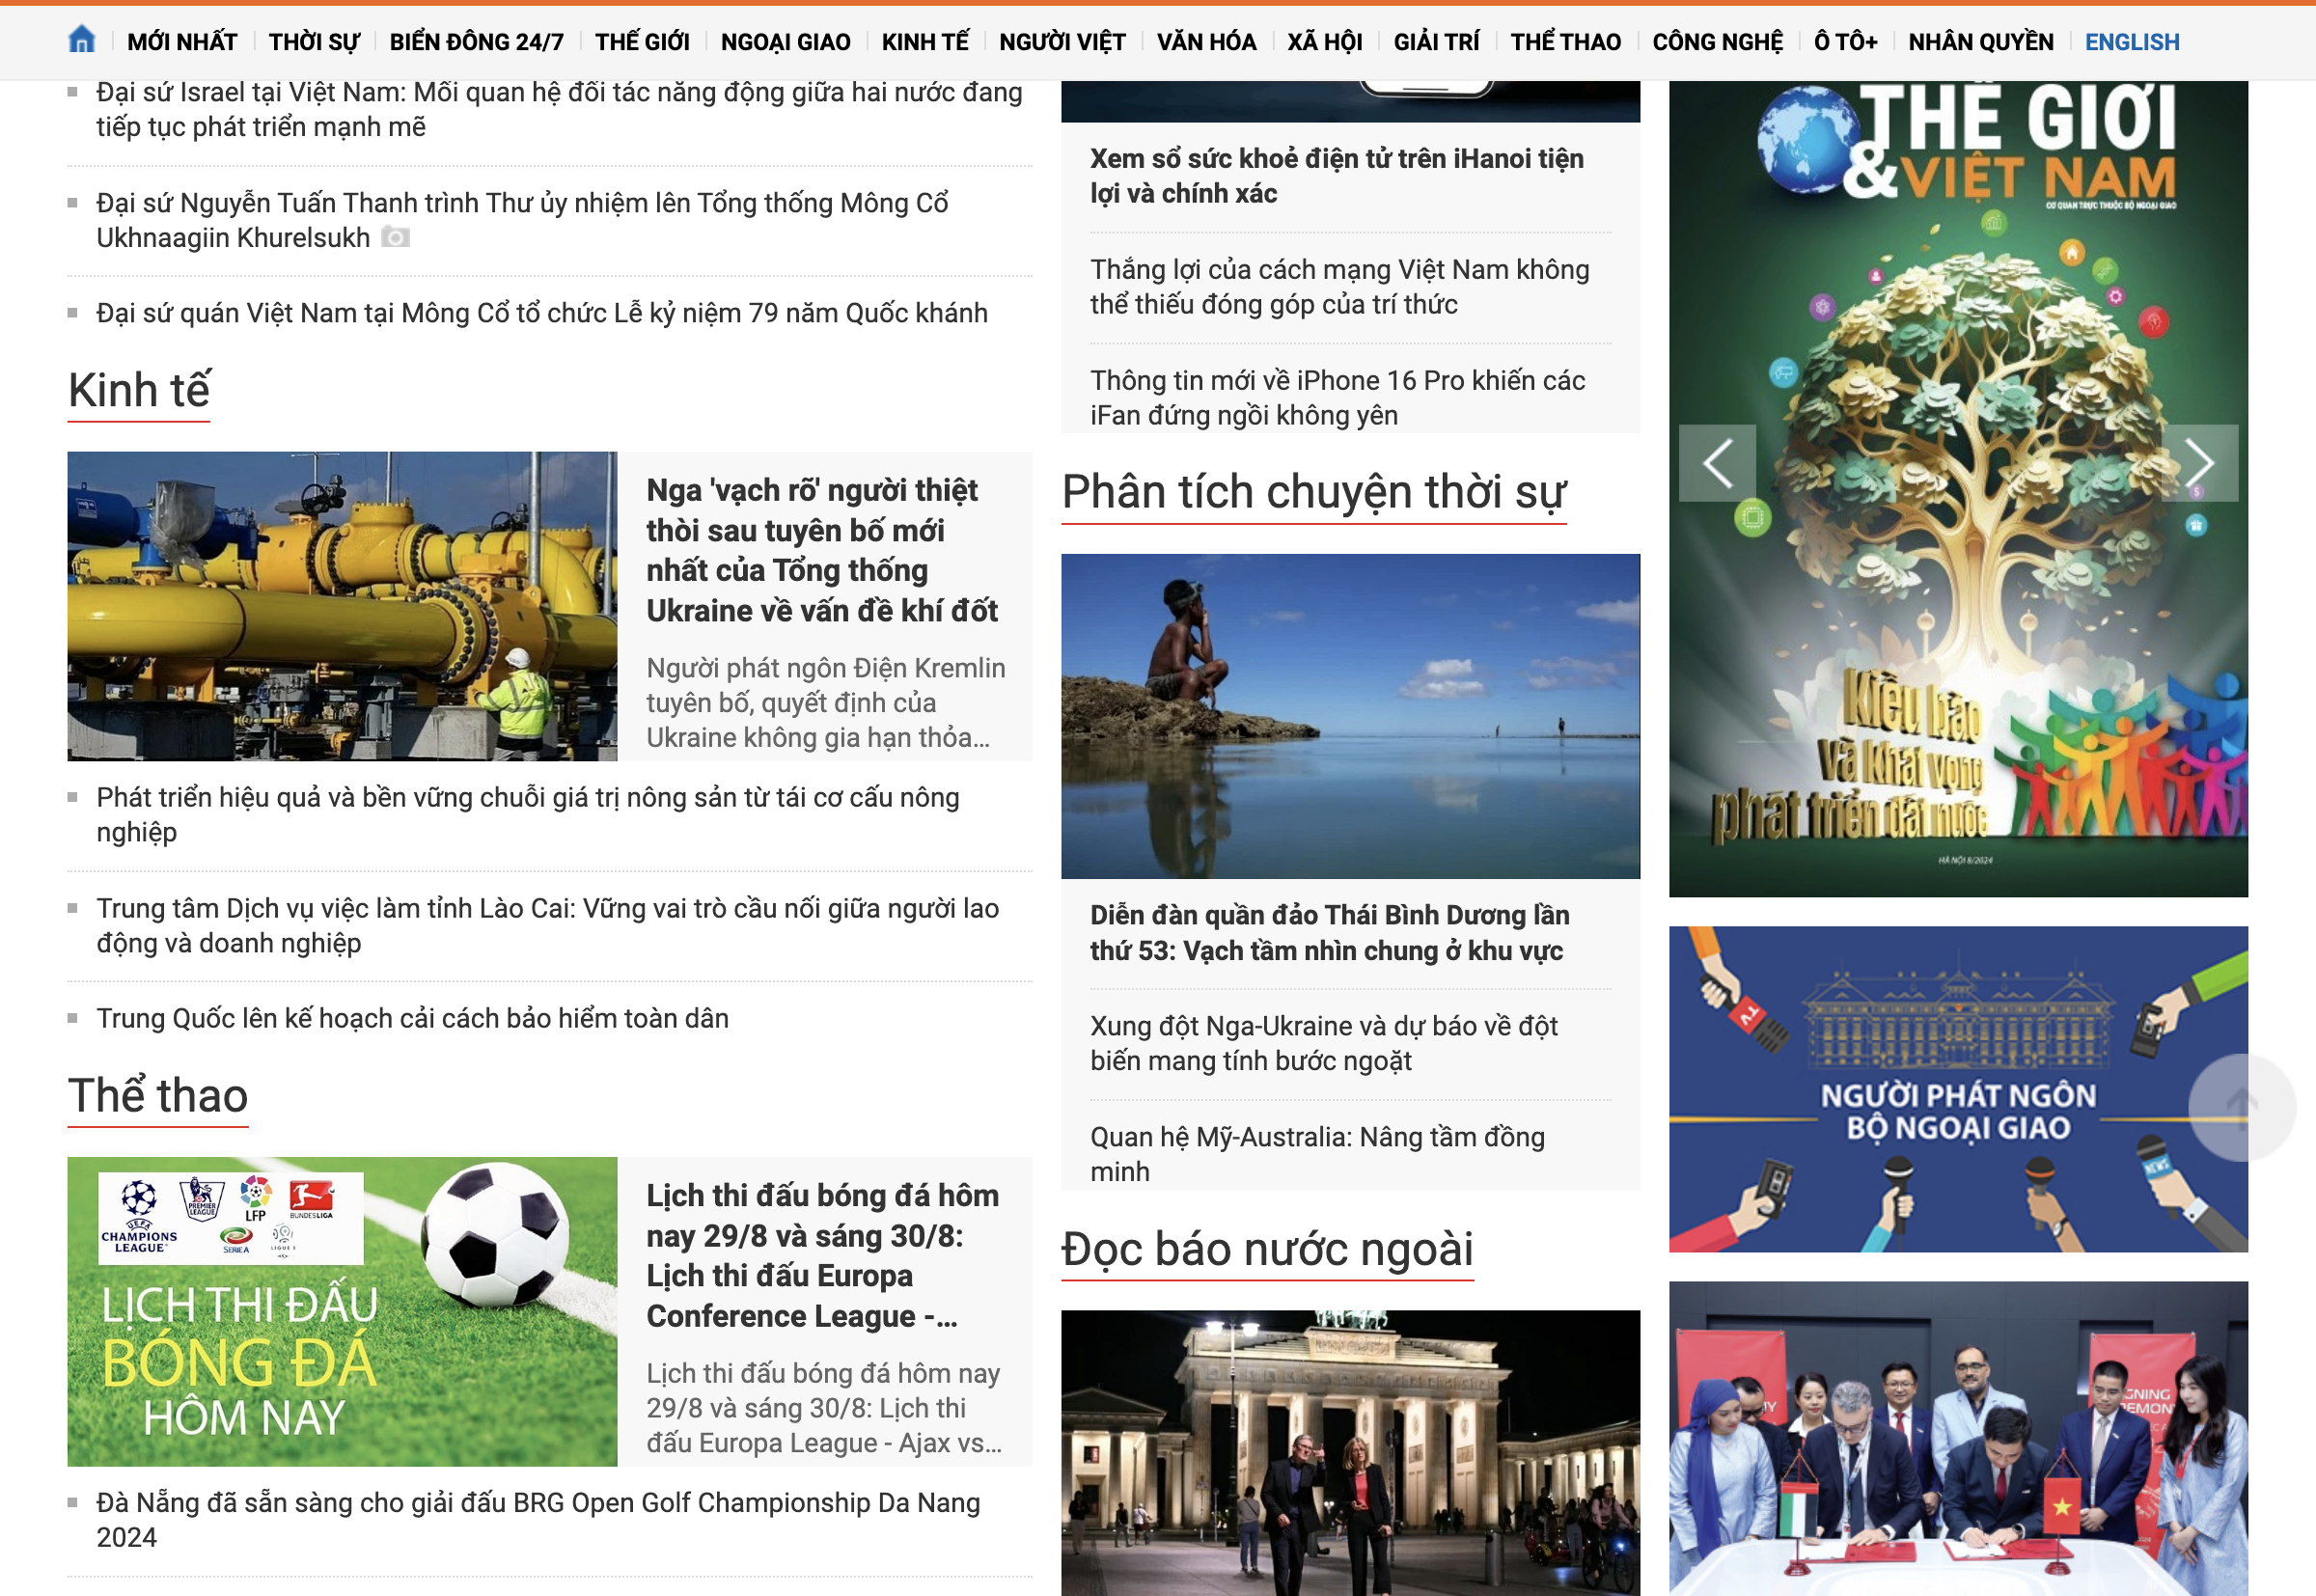 MỚI NHẤT THỜI SỰ BIỂN ĐÔNG 24/7 THẾ GIỚI NGOẠI GIAO KINH TẾ NGƯỜI VIỆT VĂN HÓA XÃ HỘI GIẢI TRÍ THỂ THAO CÔNG NGHỆ Ô TÔ+ NHÂN QUYỀN ENGLISH
Đại sứ Israel tại Việt Nam: Mối quan hệ đối tác năng động giữa hai nước đang
tiếp tục phát triển mạnh mẽ
Đại sứ Nguyễn Tuấn Thanh trình Thư ủy nhiệm lên Tổng thống Mông Cổ
Ukhnaagiin Khurelsukh
Đại sứ quán Việt Nam tại Mông Cổ tổ chức Lễ kỷ niệm 79 năm Quốc khánh
Kinh tế
Nga 'vạch rõ' người thiệt
thòi sau tuyên bố mới
nhất của Tổng thống
Ukraine về vấn đề khí đốt
Người phát ngôn Điện Kremlin
tuyên bố, quyết định của
Ukraine không gia hạn thỏa...
Phát triển hiệu quả và bền vững chuỗi giá trị nông sản từ tái cơ cấu nông
nghiệp
Trung tâm Dịch vụ việc làm tỉnh Lào Cai: Vững vai trò cầu nối giữa người lao
động và doanh nghiệp
Trung Quốc lên kế hoạch cải cách bảo hiểm toàn dân
Thể thao
UEFA
CHAMPIONS
LEAGUE
PREMIER
LEAGUE
LFP
BUNDESLIGA
SERIE A
LIGUE 1
LỊCH THI ĐẤU
BÓNG ĐÁ
HÔM NAY
Lịch thi đấu bóng đá hôm
nay 29/8 và sáng 30/8:
Lịch thi đấu Europa
Conference League -...
Lịch thi đấu bóng đá hôm nay
29/8 và sáng 30/8: Lịch thi
đấu Europa League - Ajax vs...
Đà Nẵng đã sẵn sàng cho giải đấu BRG Open Golf Championship Da Nang
2024
Xem sổ sức khoẻ điện tử trên iHanoi tiện
lợi và chính xác
Thắng lợi của cách mạng Việt Nam không
thể thiếu đóng góp của trí thức
Thông tin mới về iPhone 16 Pro khiến các
iFan đứng ngồi không yên
Phân tích chuyện thời sự
Diễn đàn quần đảo Thái Bình Dương lần
thứ 53: Vạch tầm nhìn chung ở khu vực
Xung đột Nga-Ukraine và dự báo về đột
biến mang tính bước ngoặt
Quan hệ Mỹ-Australia: Nâng tầm đồng
minh
Đọc báo nước ngoài
THẾ GIỚI
&VIỆT NAM
CƠ QUAN TRỰC THUỘC BỘ NGOẠI GIAO
Kiều bào
và khát vọng
phát triển đất nước
HÀ NỘI 8/2024
TV
NGƯỜI PHÁT NGÔN
BỘ NGOẠI GIAO
NEWS